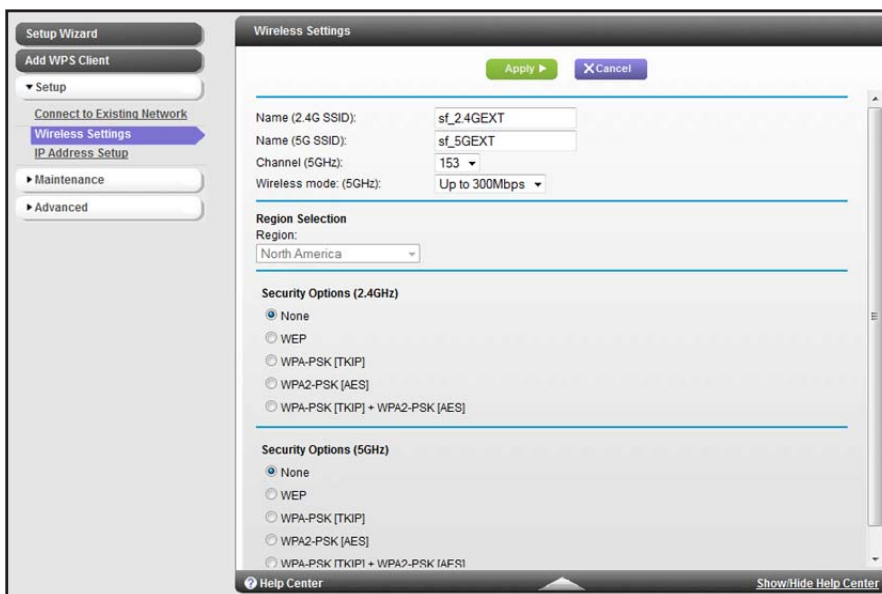 Setup Wizard
Add WPS Client
Setup
Connect to Existing Network
Wireless Settings
IP Address Setup
Maintenance
Advanced
Wireless Settings
Apply
X Cancel
Name (2.4G SSID): sf_2.4GEXT
Name (5G SSID): sf_5GEXT
Channel (5GHz): 153
Wireless mode: (5GHz): Up to 300Mbps
Region Selection
Region:
North America
Security Options (2.4GHz)
None
WEP
WPA-PSK [TKIP]
WPA2-PSK [AES]
WPA-PSK [TKIP] + WPA2-PSK [AES]
Security Options (5GHz)
None
WEP
WPA-PSK [TKIP]
WPA2-PSK [AES]
WPA-PSK [TKIP] + WPA2-PSK [AES]
? Help Center
Show/Hide Help Center